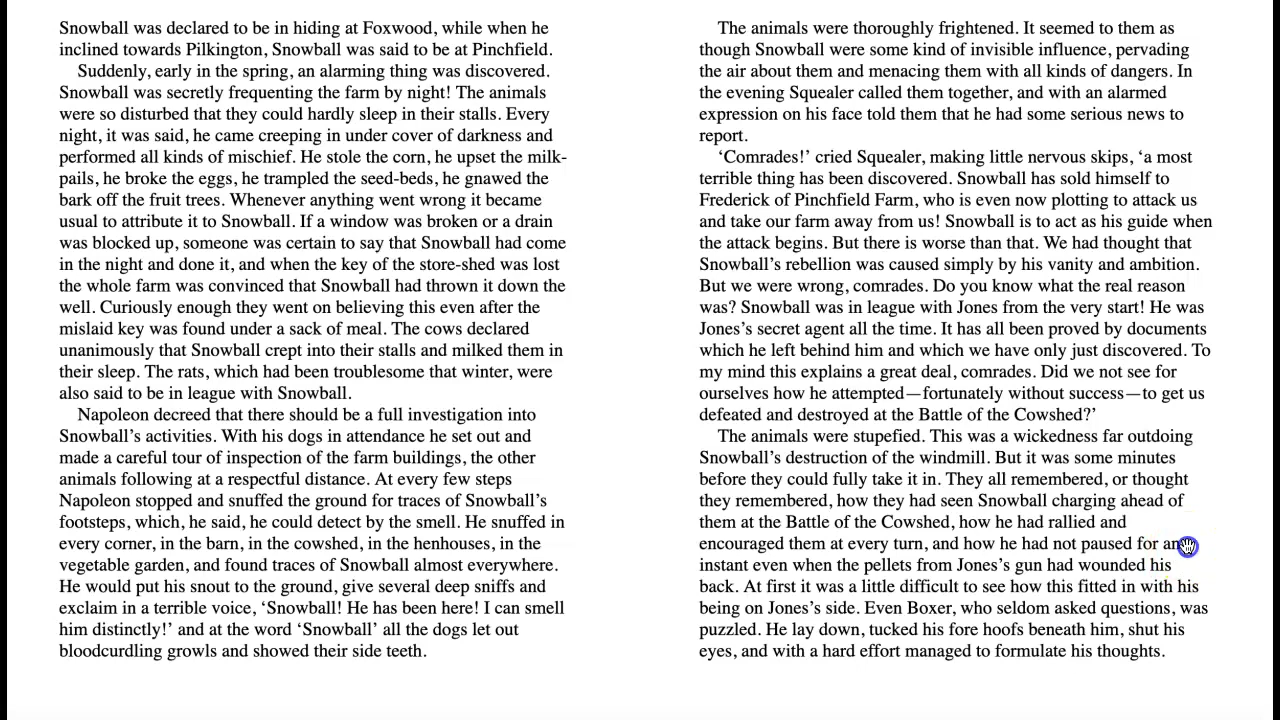 Snowball was declared to be in hiding at Foxwood, while when he
inclined towards Pilkington, Snowball was said to be at Pinchfield.
Suddenly, early in the spring, an alarming thing was discovered.
Snowball was secretly frequenting the farm by night! The animals
were so disturbed that they could hardly sleep in their stalls. Every
night, it was said, he came creeping in under cover of darkness and
performed all kinds of mischief. He stole the corn, he upset the milk-
pails, he broke the eggs, he trampled the seed-beds, he gnawed the
bark off the fruit trees. Whenever anything went wrong it became
usual to attribute it to Snowball. If a window was broken or a drain
was blocked up, someone was certain to say that Snowball had come
in the night and done it, and when the key of the store-shed was lost
the whole farm was convinced that Snowball had thrown it down the
well. Curiously enough they went on believing this even after the
mislaid key was found under a sack of meal. The cows declared
unanimously that Snowball crept into their stalls and milked them in
their sleep. The rats, which had been troublesome that winter, were
also said to be in league with Snowball.
Napoleon decreed that there should be a full investigation into
Snowball’s activities. With his dogs in attendance he set out and
made a careful tour of inspection of the farm buildings, the other
animals following at a respectful distance. At every few steps
Napoleon stopped and snuffed the ground for traces of Snowball’s
footsteps, which, he said, he could detect by the smell. He snuffed in
every corner, in the barn, in the cowshed, in the henhouses, in the
vegetable garden, and found traces of Snowball almost everywhere.
He would put his snout to the ground, give several deep sniffs and
exclaim in a terrible voice, ‘Snowball! He has been here! I can smell
him distinctly!’ and at the word ‘Snowball’ all the dogs let out
bloodcurdling growls and showed their side teeth.
The animals were thoroughly frightened. It seemed to them as
though Snowball were some kind of invisible influence, pervading
the air about them and menacing them with all kinds of dangers. In
the evening Squealer called them together, and with an alarmed
expression on his face told them that he had some serious news to
report.
‘Comrades!’ cried Squealer, making little nervous skips, ‘a most
terrible thing has been discovered. Snowball has sold himself to
Frederick of Pinchfield Farm, who is even now plotting to attack us
and take our farm away from us! Snowball is to act as his guide when
the attack begins. But there is worse than that. We had thought that
Snowball’s rebellion was caused simply by his vanity and ambition.
But we were wrong, comrades. Do you know what the real reason
was? Snowball was in league with Jones from the very start! He was
Jones’s secret agent all the time. It has all been proved by documents
which he left behind him and which we have only just discovered. To
my mind this explains a great deal, comrades. Did we not see for
ourselves how he attempted—fortunately without success—to get us
defeated and destroyed at the Battle of the Cowshed?’
The animals were stupefied. This was a wickedness far outdoing
Snowball’s destruction of the windmill. But it was some minutes
before they could fully take it in. They all remembered, or thought
they remembered, how they had seen Snowball charging ahead of
them at the Battle of the Cowshed, how he had rallied and
encouraged them at every turn, and how he had not paused for an
instant even when the pellets from Jones’s gun had wounded his
back. At first it was a little difficult to see how this fitted in with his
being on Jones’s side. Even Boxer, who seldom asked questions, was
puzzled. He lay down, tucked his fore hoofs beneath him, shut his
eyes, and with a hard effort managed to formulate his thoughts.